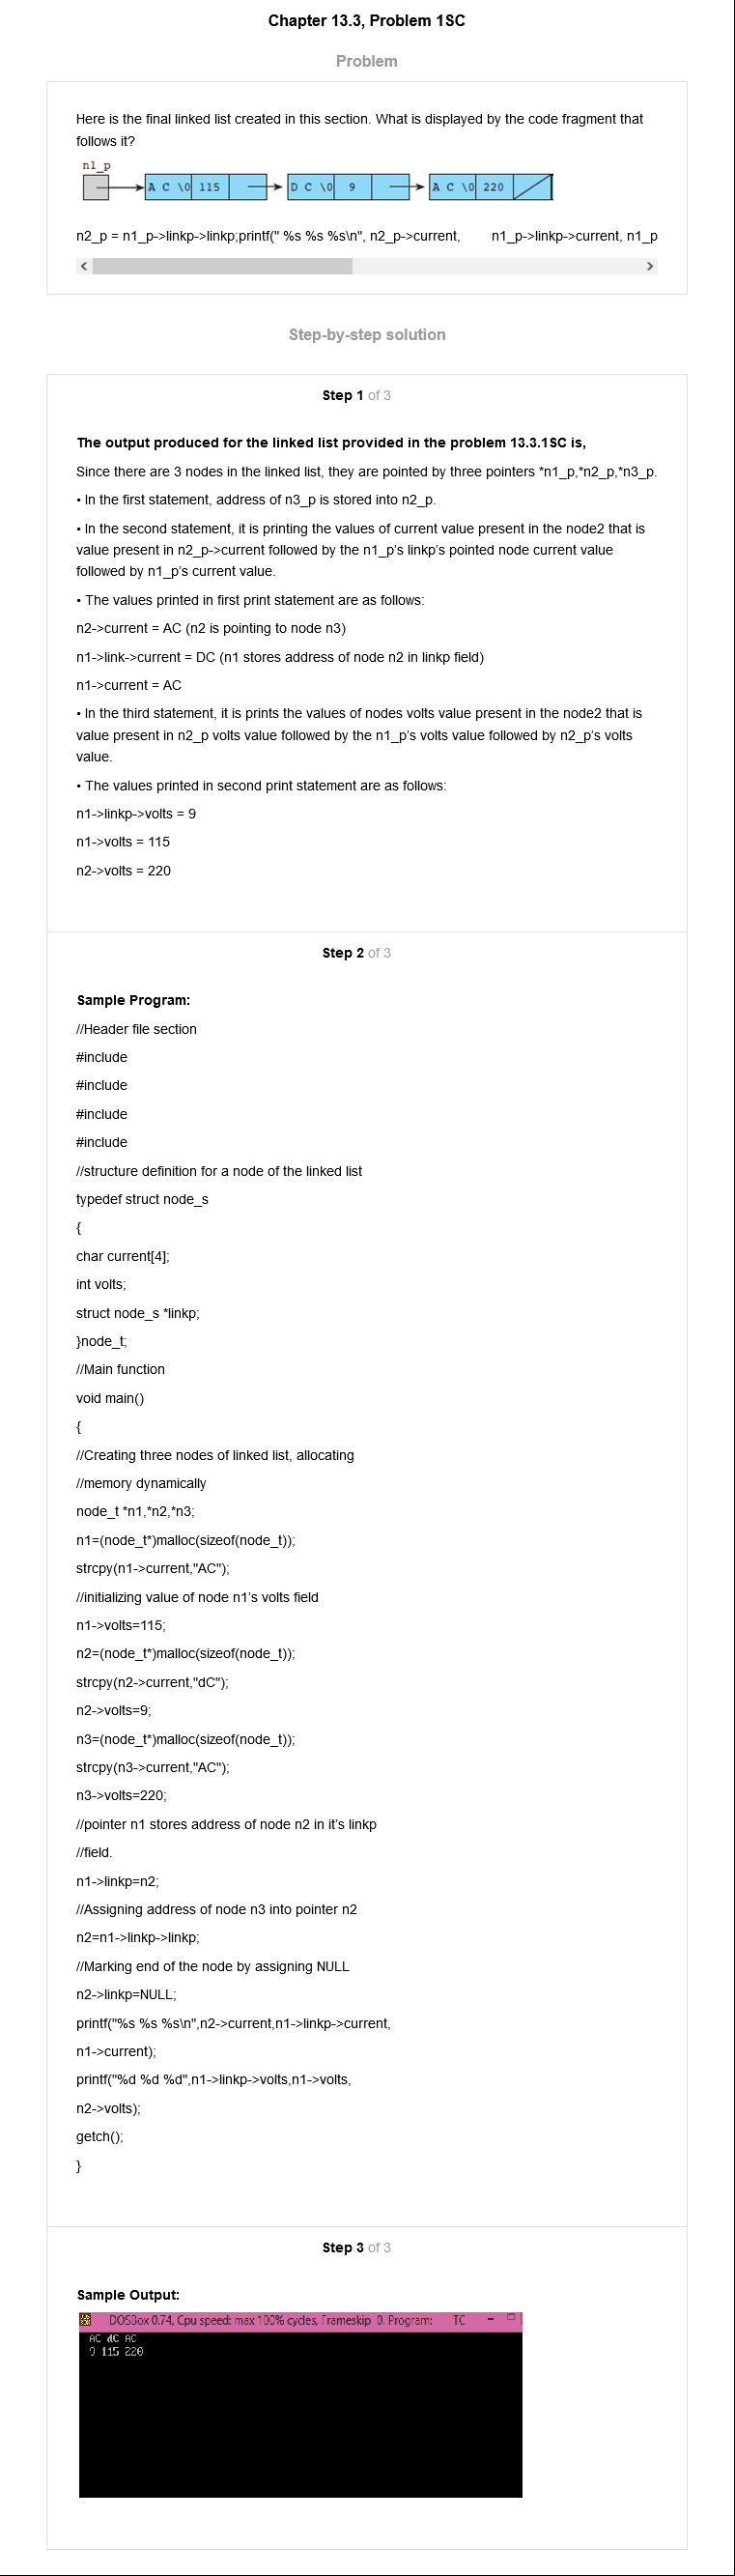 Chapter 13.3, Problem 1SC
Problem
Here is the final linked list created in this section. What is displayed by the code fragment that
follows it?
n1_p
A C \0 115 D C \0 9 A C \0 220
n2_p = n1_p->linkp->linkp;printf(" %s %s %s\n", n2_p->current, n1_p->linkp->current, n1_p
Step-by-step solution
Step 1 of 3
The output produced for the linked list provided in the problem 13.3.1SC is,
Since there are 3 nodes in the linked list, they are pointed by three pointers *n1_p,*n2_p,*n3_p.
• In the first statement, address of n3_p is stored into n2_p.
• In the second statement, it is printing the values of current value present in the node2 that is
value present in n2_p->current followed by the n1_p's linkp's pointed node current value
followed by n1_p's current value.
• The values printed in first print statement are as follows:
n2->current = AC (n2 is pointing to node n3)
n1->link->current = DC (n1 stores address of node n2 in linkp field)
n1->current = AC
• In the third statement, it is prints the values of nodes volts value present in the node2 that is
value present in n2_p volts value followed by the n1_p's volts value followed by n2_p's volts
value.
• The values printed in second print statement are as follows:
n1->linkp->volts = 9
n1->volts = 115
n2->volts = 220
Step 2 of 3
Sample Program:
//Header file section
#include
#include
#include
#include
//structure definition for a node of the linked list
typedef struct node_s
{
char current[4];
int volts;
struct node_s *linkp;
}node_t;
//Main function
void main()
{
//Creating three nodes of linked list, allocating
//memory dynamically
node_t *n1,*n2,*n3;
n1=(node_t*)malloc(sizeof(node_t));
strcpy(n1->current,"AC");
//initializing value of node n1's volts field
n1->volts=115;
n2=(node_t*)malloc(sizeof(node_t));
strcpy(n2->current,"dC");
n2->volts=9;
n3=(node_t*)malloc(sizeof(node_t));
strcpy(n3->current,"AC");
n3->volts=220;
//pointer n1 stores address of node n2 in it's linkp
//field.
n1->linkp=n2;
//Assigning address of node n3 into pointer n2
n2=n1->linkp->linkp;
//Marking end of the node by assigning NULL
n2->linkp=NULL;
printf("%s %s %s\n",n2->current,n1->linkp->current,
n1->current);
printf("%d %d %d",n1->linkp->volts,n1->volts,
n2->volts);
getch();
}
Step 3 of 3
Sample Output:
DOSBox 0.74, Cpu speed: max 100% cycles, Frameskip 0, Program: TC
AC dC AC
9 115 220